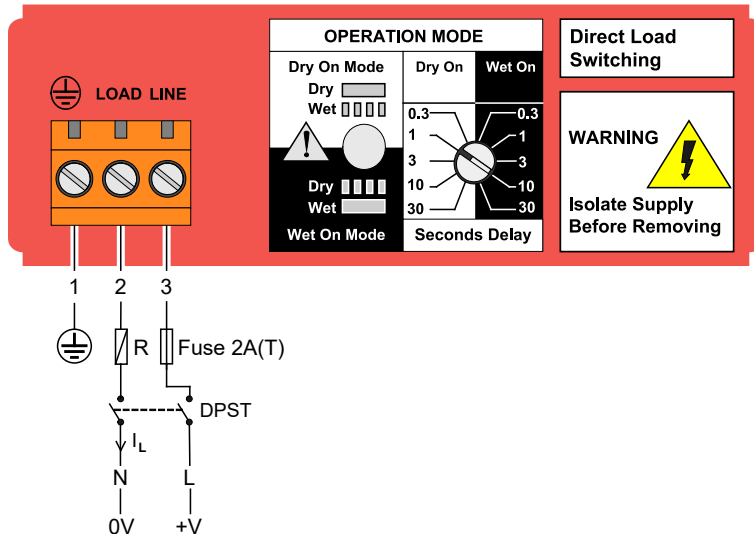 OPERATION MODE
Dry On Mode
Dry
Wet
Dry
Wet
Wet On Mode
Dry On
Wet On
0.3
0.3
1
1
3
3
10
10
30
30
Seconds Delay
Direct Load
Switching
WARNING
Isolate Supply
Before Removing
LOAD LINE
1 2 3
R
Fuse 2A(T)
DPST
IL
N L
0V +V